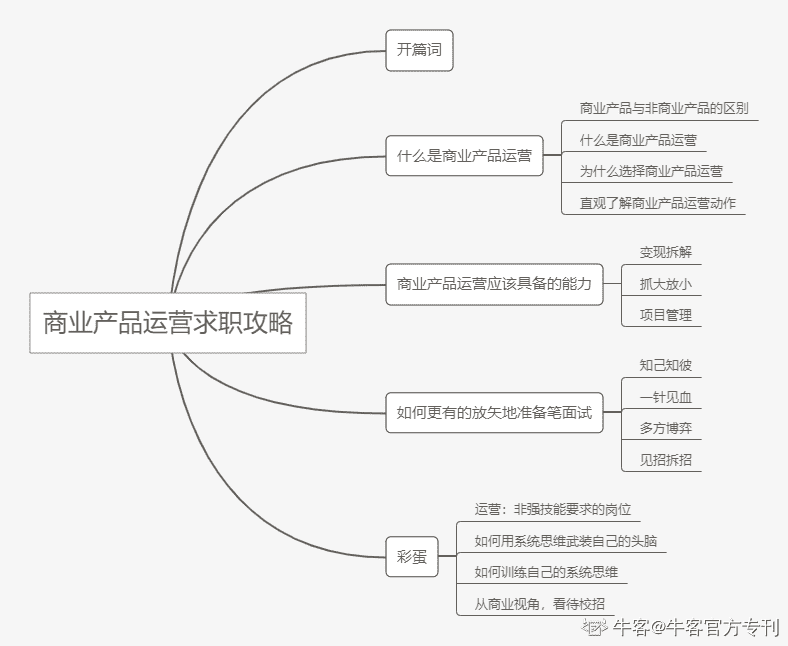 开篇词
商业产品与非商业产品的区别
什么是商业产品运营
什么是商业产品运营
为什么选择商业产品运营
直观了解商业产品运营动作
商业产品运营应该具备的能力
变现拆解
抓大放小
项目管理
商业产品运营求职攻略
如何更有的放矢地准备笔面试
知己知彼
一针见血
多方博弈
见招拆招
彩蛋
运营：非强技能要求的岗位
如何用系统思维武装自己的头脑
如何训练自己的系统思维
从商业视角，看待校招
牛客@牛客官方专刊